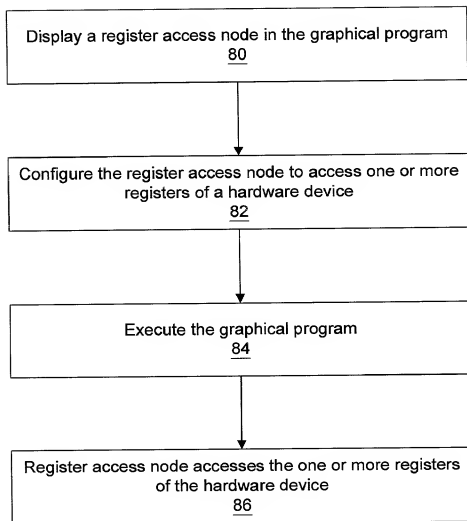 Display a register access node in the graphical program
80
Configure the register access node to access one or more
registers of a hardware device
82
Execute the graphical program
84
Register access node accesses the one or more registers
of the hardware device
86